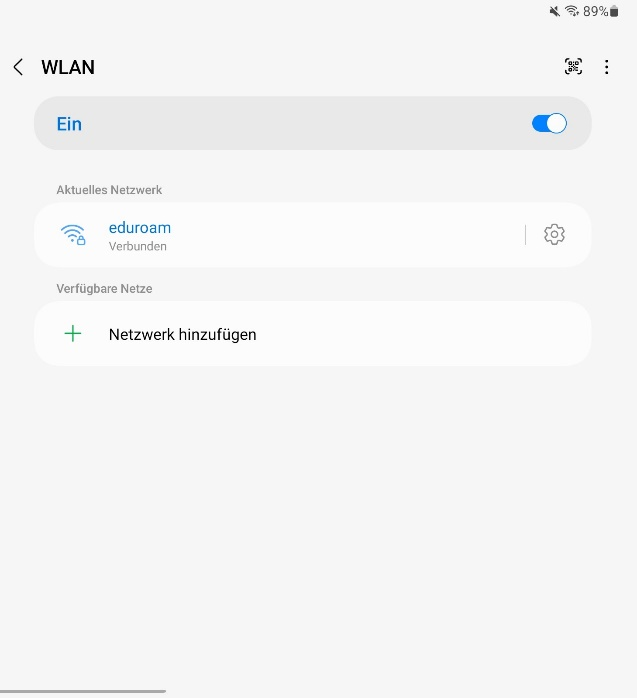 89%
WLAN
Ein
Aktuelles Netzwerk
eduroam
Verbunden
Verfügbare Netze
Netzwerk hinzufügen